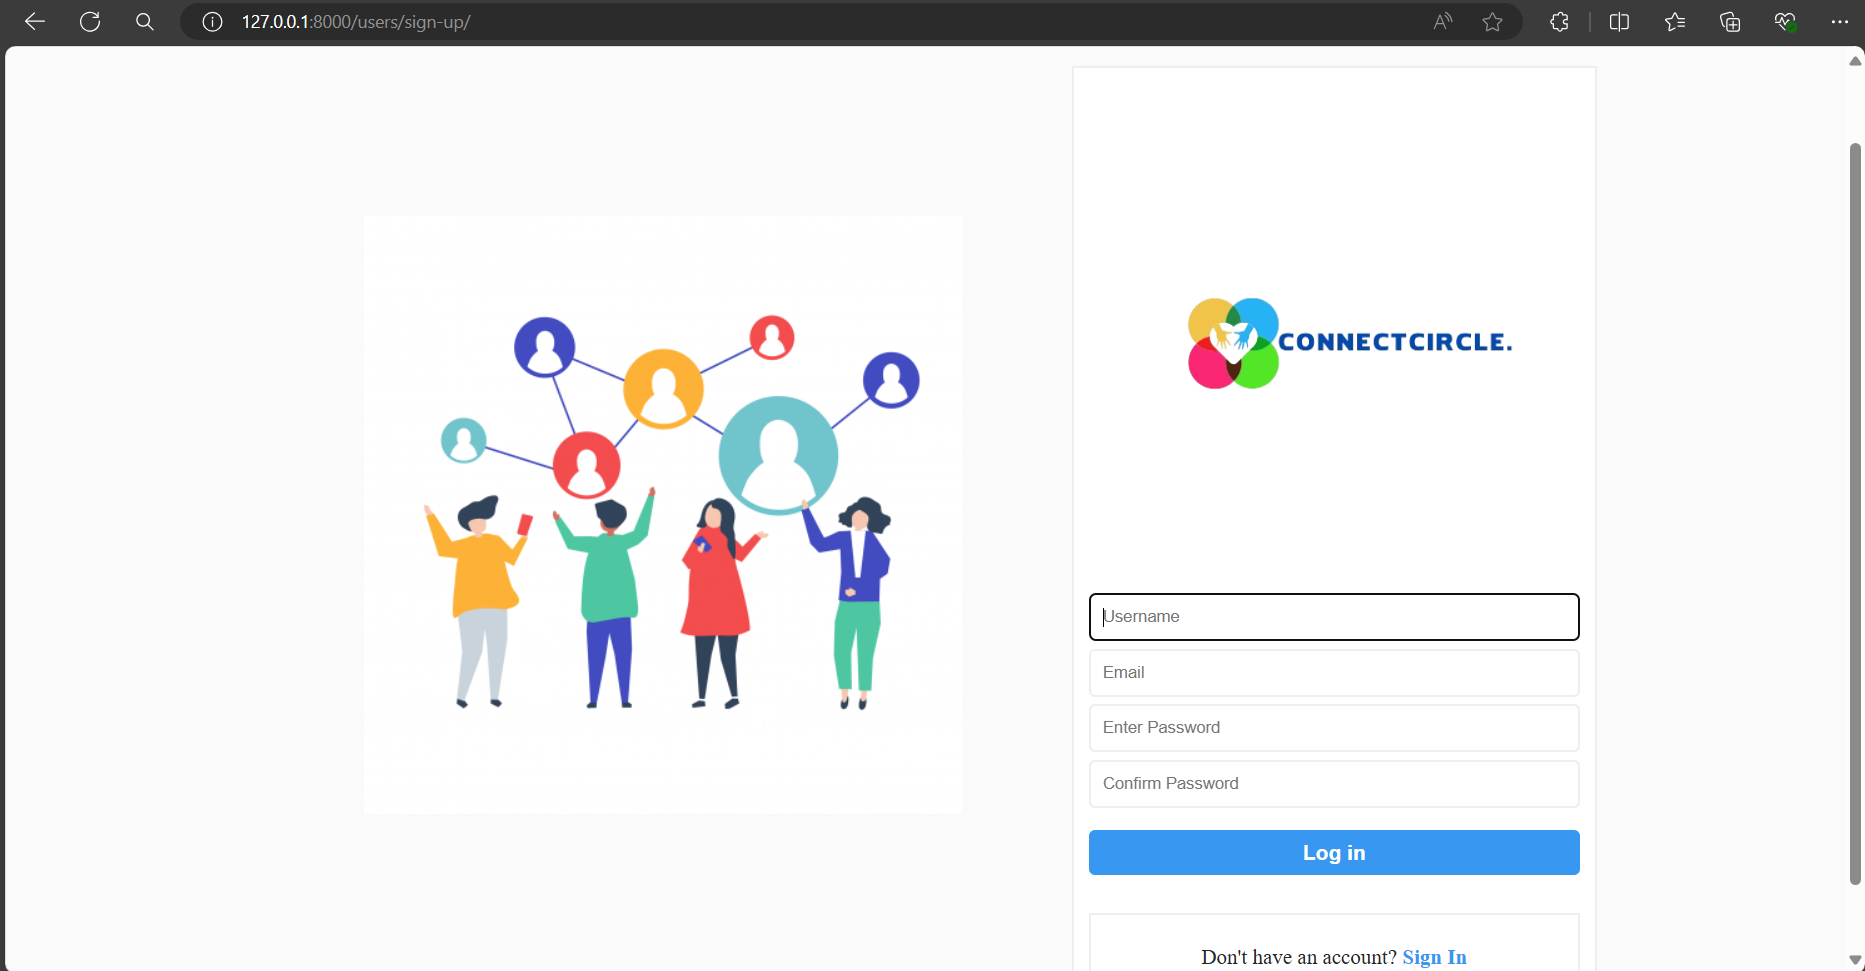 127.0.0.1:8000/users/sign-up/
CONNECTCIRCLE.
Username
Email
Enter Password
Confirm Password
Log in
Don't have an account? Sign In